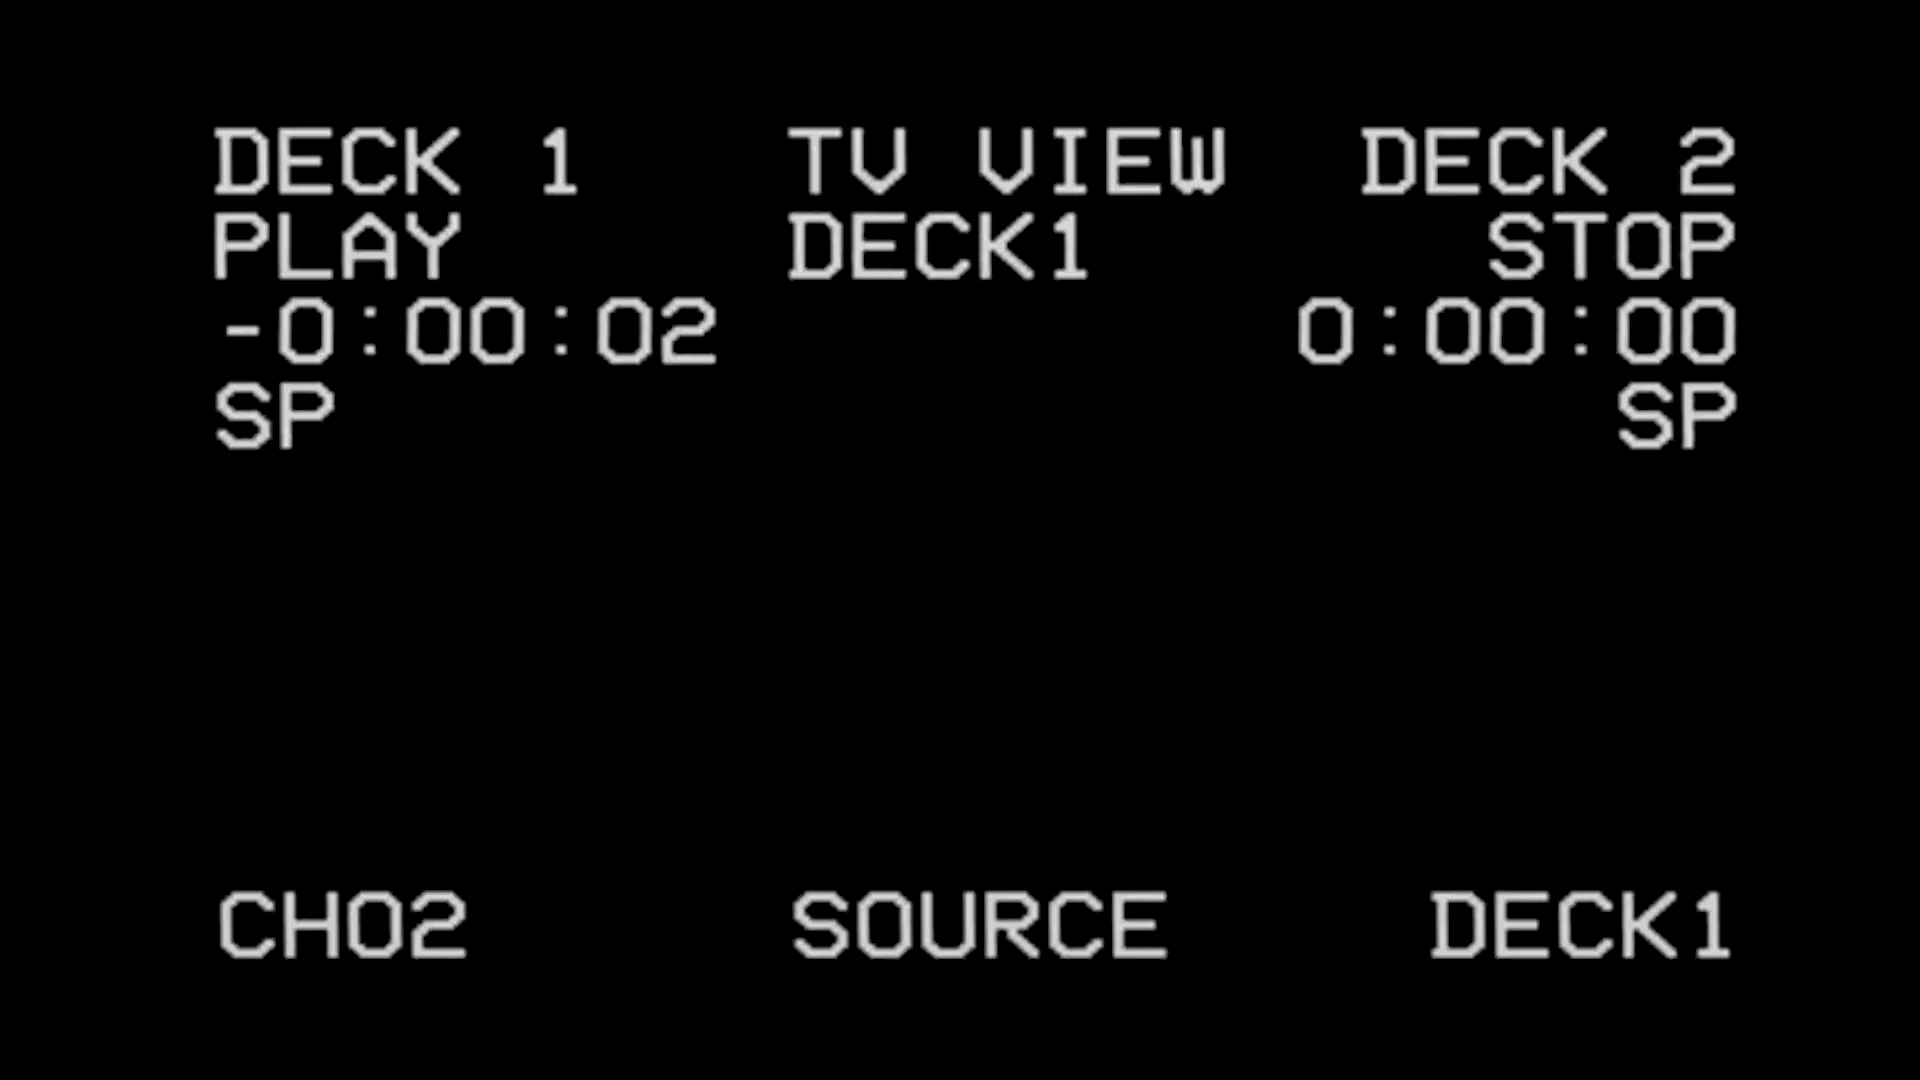 DECK 1 TV VIEW DECK 2
PLAY DECK1 STOP
-0:00:02 0:00:00
SP SP
CH02 SOURCE DECK1